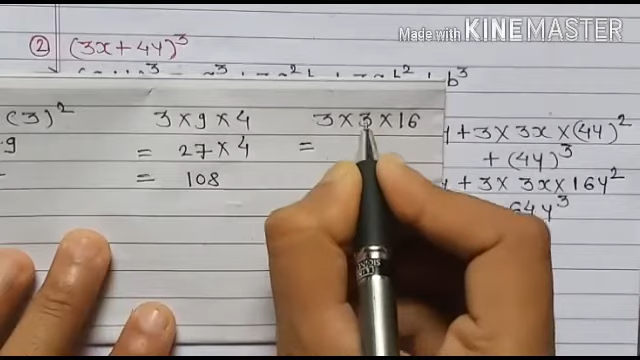 Made with KINEMASTER
② (3x + 4y)³
b³
(3)² 3 × 9 × 4 3 × 3 × 16
y + 3 × 3x × (4y)²
9 = 27 × 4 =
+ (4y)³
= 108
y + 3 × 3x × 16y²
64y³